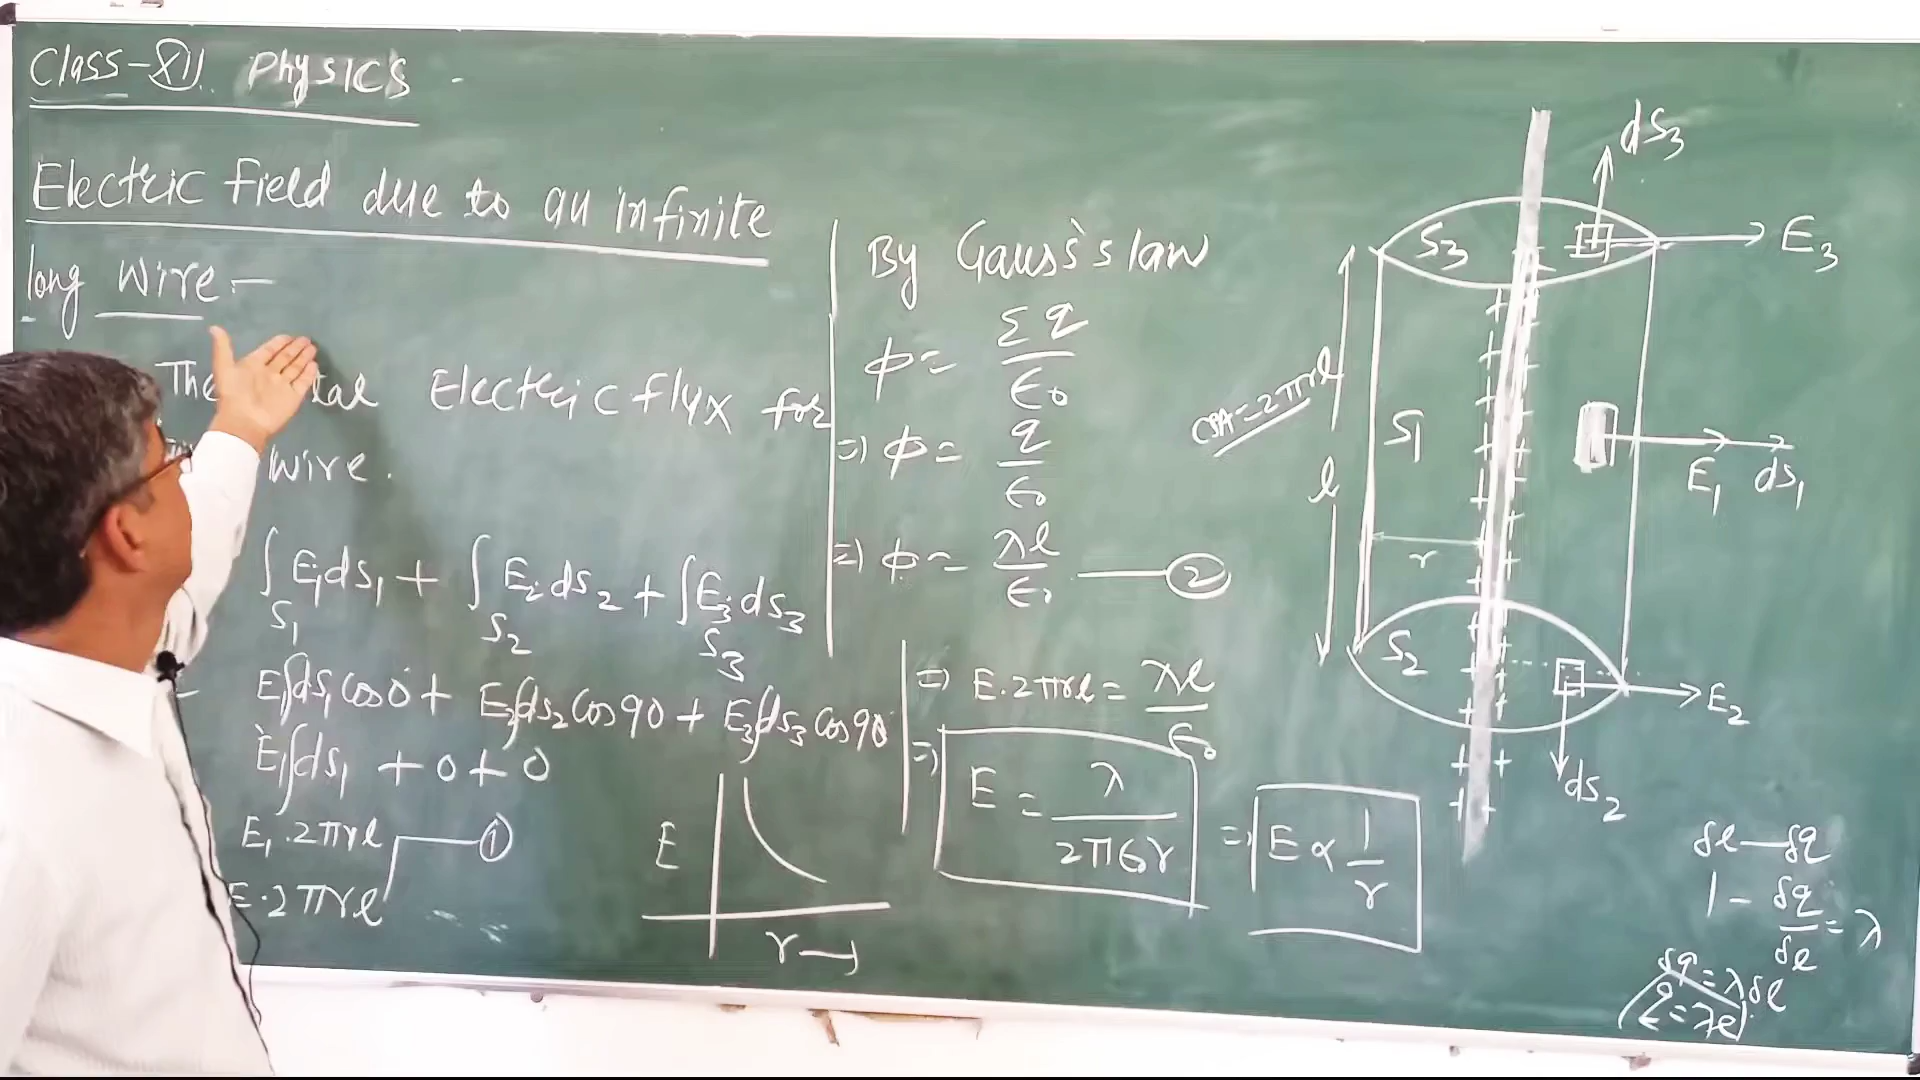 Class-XII. Physics
Electric field due to an infinite
long wire:-
The Electric flux for
wire.
∫S₁ E₁ds₁ + ∫S₂ E₂ds₂ + ∫S₃ E₃ds₃
E₁∫ds₁ cos0 + E₂∫ds₂ cos90 + E₃∫ds₃ cos90
E₁∫ds₁ + 0 + 0
E₁.2πrl
E.2πrl ——①
E
r→
By Gauss's law
ϕ = Σq/ε₀
=) ϕ = q/ε₀
=) ϕ = λl/ε₀ ——②
=) E.2πrl = λl/ε₀
=) E = λ/2πε₀r
=) E ∝ 1/r
CSA=2πrl
l
r
S₁
S₂
S₃
dS₃
E₃
E₁ ds₁
E₂
ds₂
δl—δq
1 - δq/δl = λ
δq = λδl
q = λl